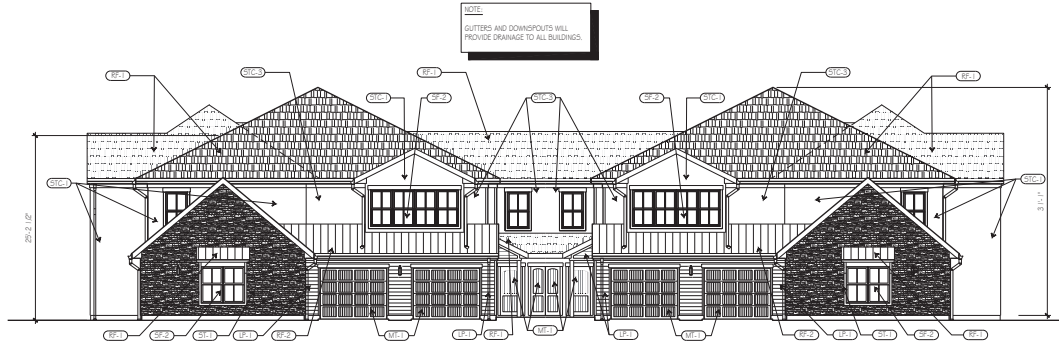 NOTE:
GUTTERS AND DOWNSPOUTS WILL
PROVIDE DRAINAGE TO ALL BUILDINGS.
RF-1
STC-3
STC-1
SF-2
RF-1
STC-3
SF-2
STC-1
STC-3
RF-1
STC-1
STC-1
25'-2 1/2"
31'-1"
RF-1
SF-2
ST-1
LP-1
RF-2
MT-1
LP-1
RF-1
MT-1
LP-1
MT-1
RF-2
LP-1
ST-1
SF-2
RF-1